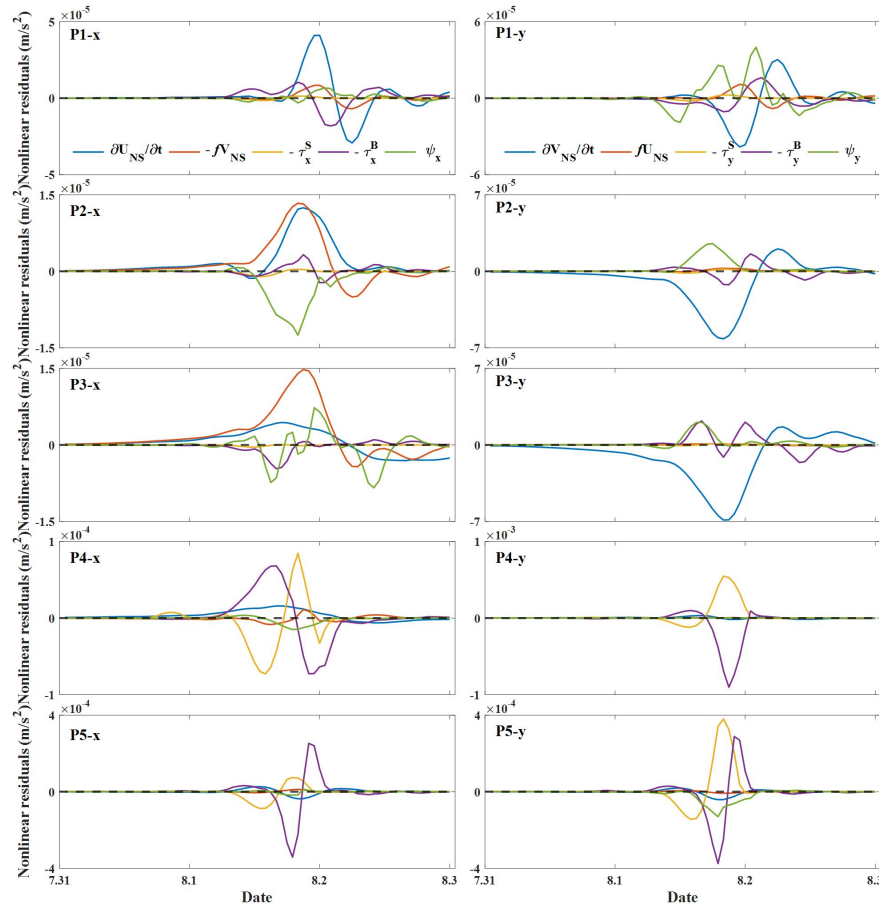 ×10⁻⁵ ×10⁻⁵
5 6
P1-x P1-y
0 0
∂U_NS/∂t -fV_NS -τ_x^S -τ_x^B ψ_x ∂V_NS/∂t fU_NS -τ_y^S -τ_y^B ψ_y
-5 -6
Nonlinear residuals (m/s²)
×10⁻⁵ ×10⁻⁵
1.5 7
P2-x P2-y
0 0
-1.5 -7
Nonlinear residuals (m/s²)
×10⁻⁵ ×10⁻⁵
1.5 7
P3-x P3-y
0 0
-1.5 -7
Nonlinear residuals (m/s²)
×10⁻⁴ ×10⁻³
1 1
P4-x P4-y
0 0
-1 -1
Nonlinear residuals (m/s²)
×10⁻⁴ ×10⁻⁴
4 4
P5-x P5-y
0 0
-4 -4
Nonlinear residuals (m/s²)
7.31 8.1 8.2 8.3 7.31 8.1 8.2 8.3
Date Date